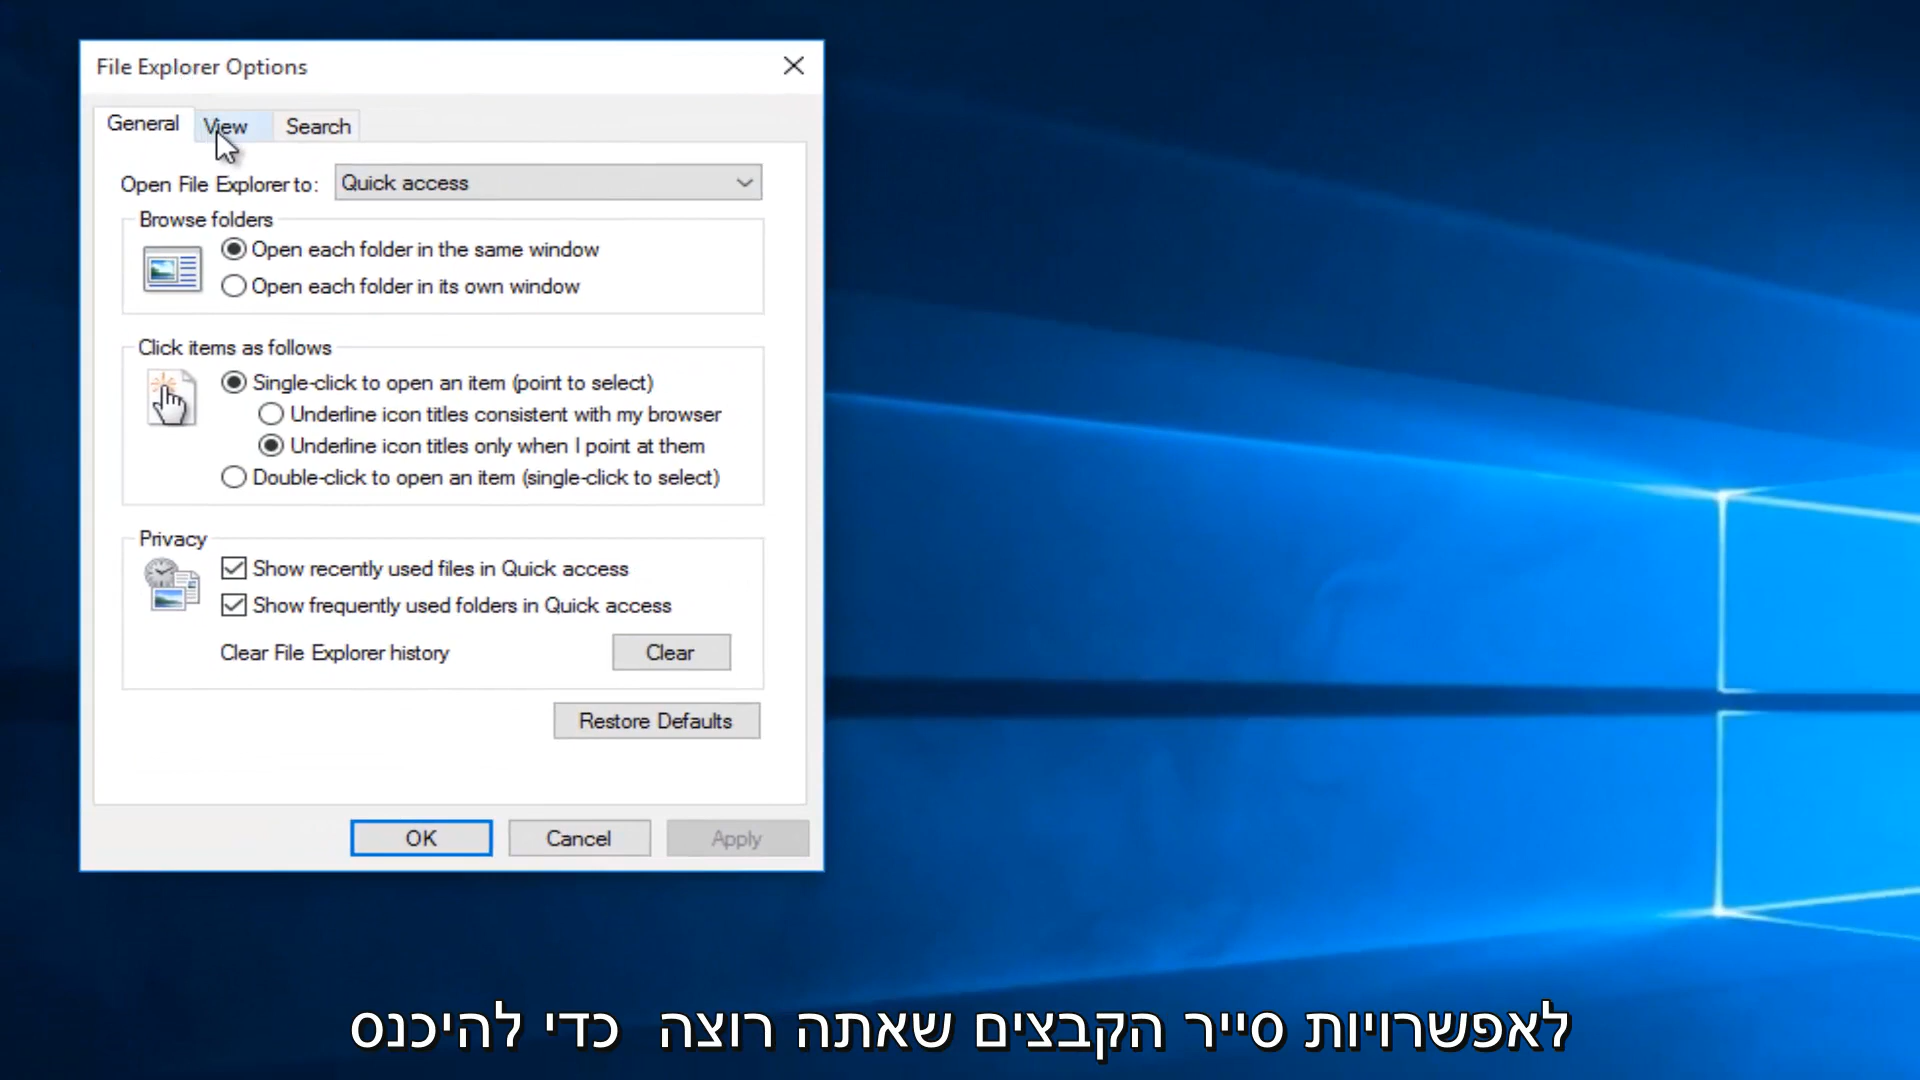 File Explorer Options
General
View
Search
Open File Explorer to:
Quick access
Browse folders
Open each folder in the same window
Open each folder in its own window
Click items as follows
Single-click to open an item (point to select)
Underline icon titles consistent with my browser
Underline icon titles only when I point at them
Double-click to open an item (single-click to select)
Privacy
Show recently used files in Quick access
Show frequently used folders in Quick access
Clear File Explorer history
Clear
Restore Defaults
OK
Cancel
Apply
לאפשרויות סייר הקבצים שאתה רוצה  כדי להיכנס